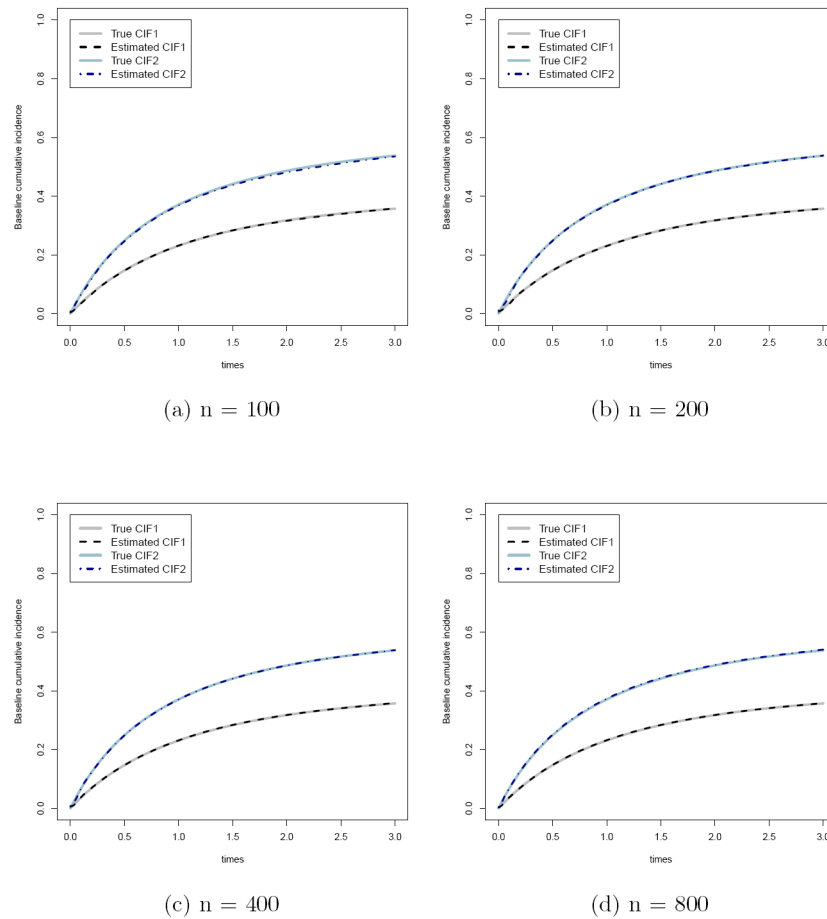 True CIF1
Estimated CIF1
True CIF2
Estimated CIF2
Baseline cumulative incidence
0.0 0.2 0.4 0.6 0.8 1.0
0.0 0.5 1.0 1.5 2.0 2.5 3.0
times
(a) n = 100
True CIF1
Estimated CIF1
True CIF2
Estimated CIF2
Baseline cumulative incidence
0.0 0.2 0.4 0.6 0.8 1.0
0.0 0.5 1.0 1.5 2.0 2.5 3.0
times
(b) n = 200
True CIF1
Estimated CIF1
True CIF2
Estimated CIF2
Baseline cumulative incidence
0.0 0.2 0.4 0.6 0.8 1.0
0.0 0.5 1.0 1.5 2.0 2.5 3.0
times
(c) n = 400
True CIF1
Estimated CIF1
True CIF2
Estimated CIF2
Baseline cumulative incidence
0.0 0.2 0.4 0.6 0.8 1.0
0.0 0.5 1.0 1.5 2.0 2.5 3.0
times
(d) n = 800